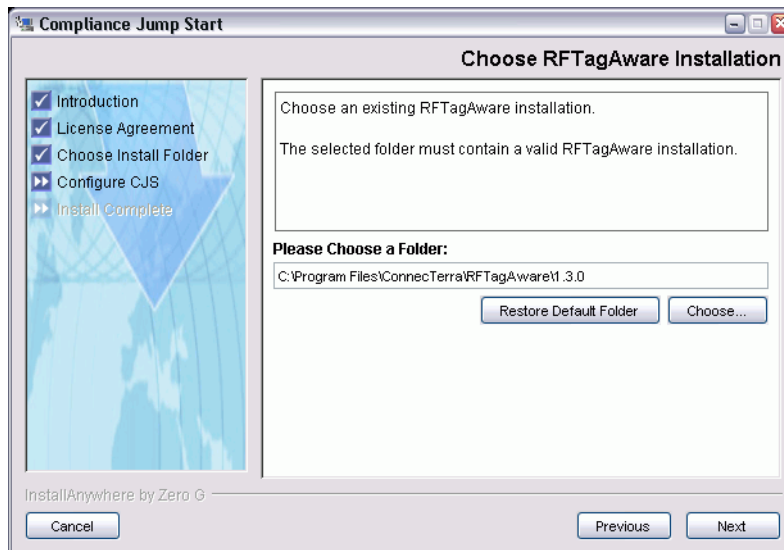 Compliance Jump Start
Choose RFTagAware Installation
Introduction
License Agreement
Choose Install Folder
Configure CJS
Install Complete
Choose an existing RFTagAware installation.
The selected folder must contain a valid RFTagAware installation.
Please Choose a Folder:
C:\Program Files\ConnecTerra\RFTagAware\1.3.0
Restore Default Folder
Choose...
InstallAnywhere by Zero G
Cancel
Previous
Next